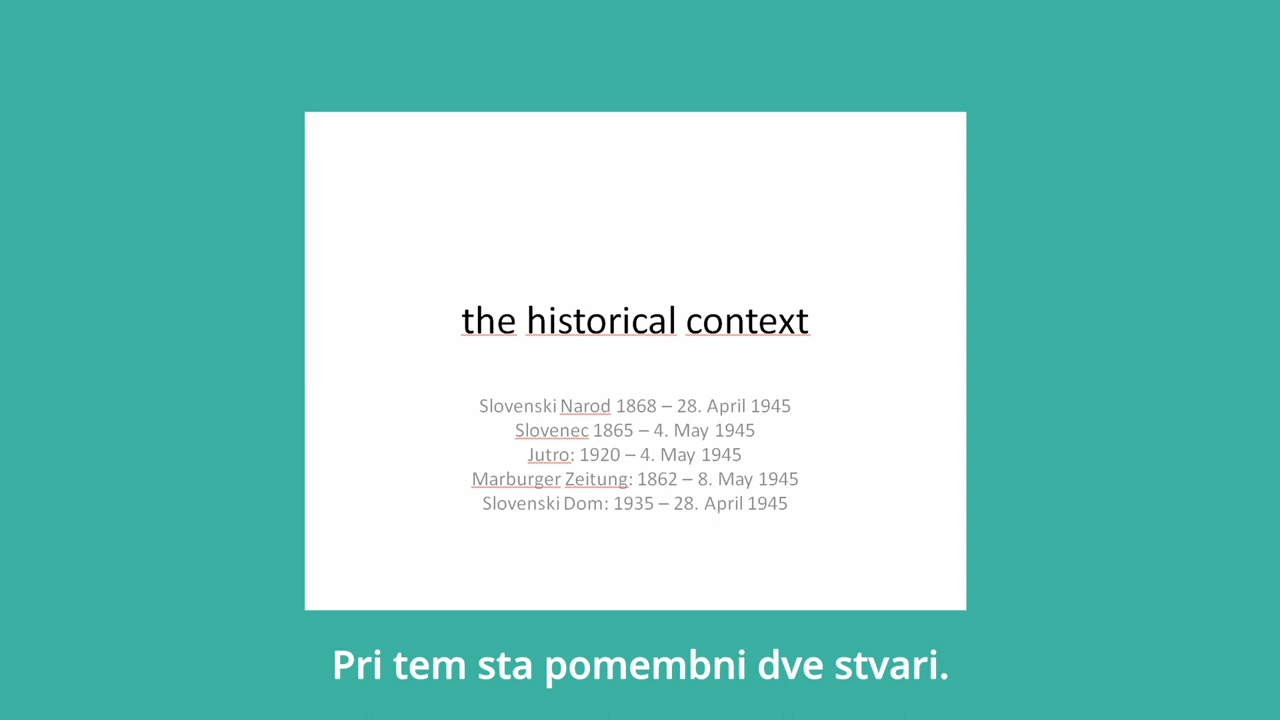 the historical context
Slovenski Narod 1868 – 28. April 1945
Slovenec 1865 – 4. May 1945
Jutro: 1920 – 4. May 1945
Marburger Zeitung: 1862 – 8. May 1945
Slovenski Dom: 1935 – 28. April 1945
Pri tem sta pomembni dve stvari.